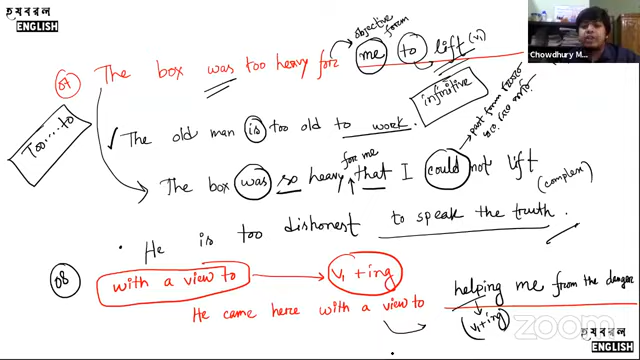 হ য ব র ল
ENGLISH
objective form
07 The box was too heavy for me to lift (v1)
Chowdhury M...
infinitive
Too.....to
✓ The old man is too old to work.
for me
The box was so heavy that I could not lift
(complex)
• He is too dishonest to speak the truth.
08 with a view to → V1 + ing
He came here with a view to helping me from the danger
(v1+ing)
zoom
হ য ব র ল
ENGLISH